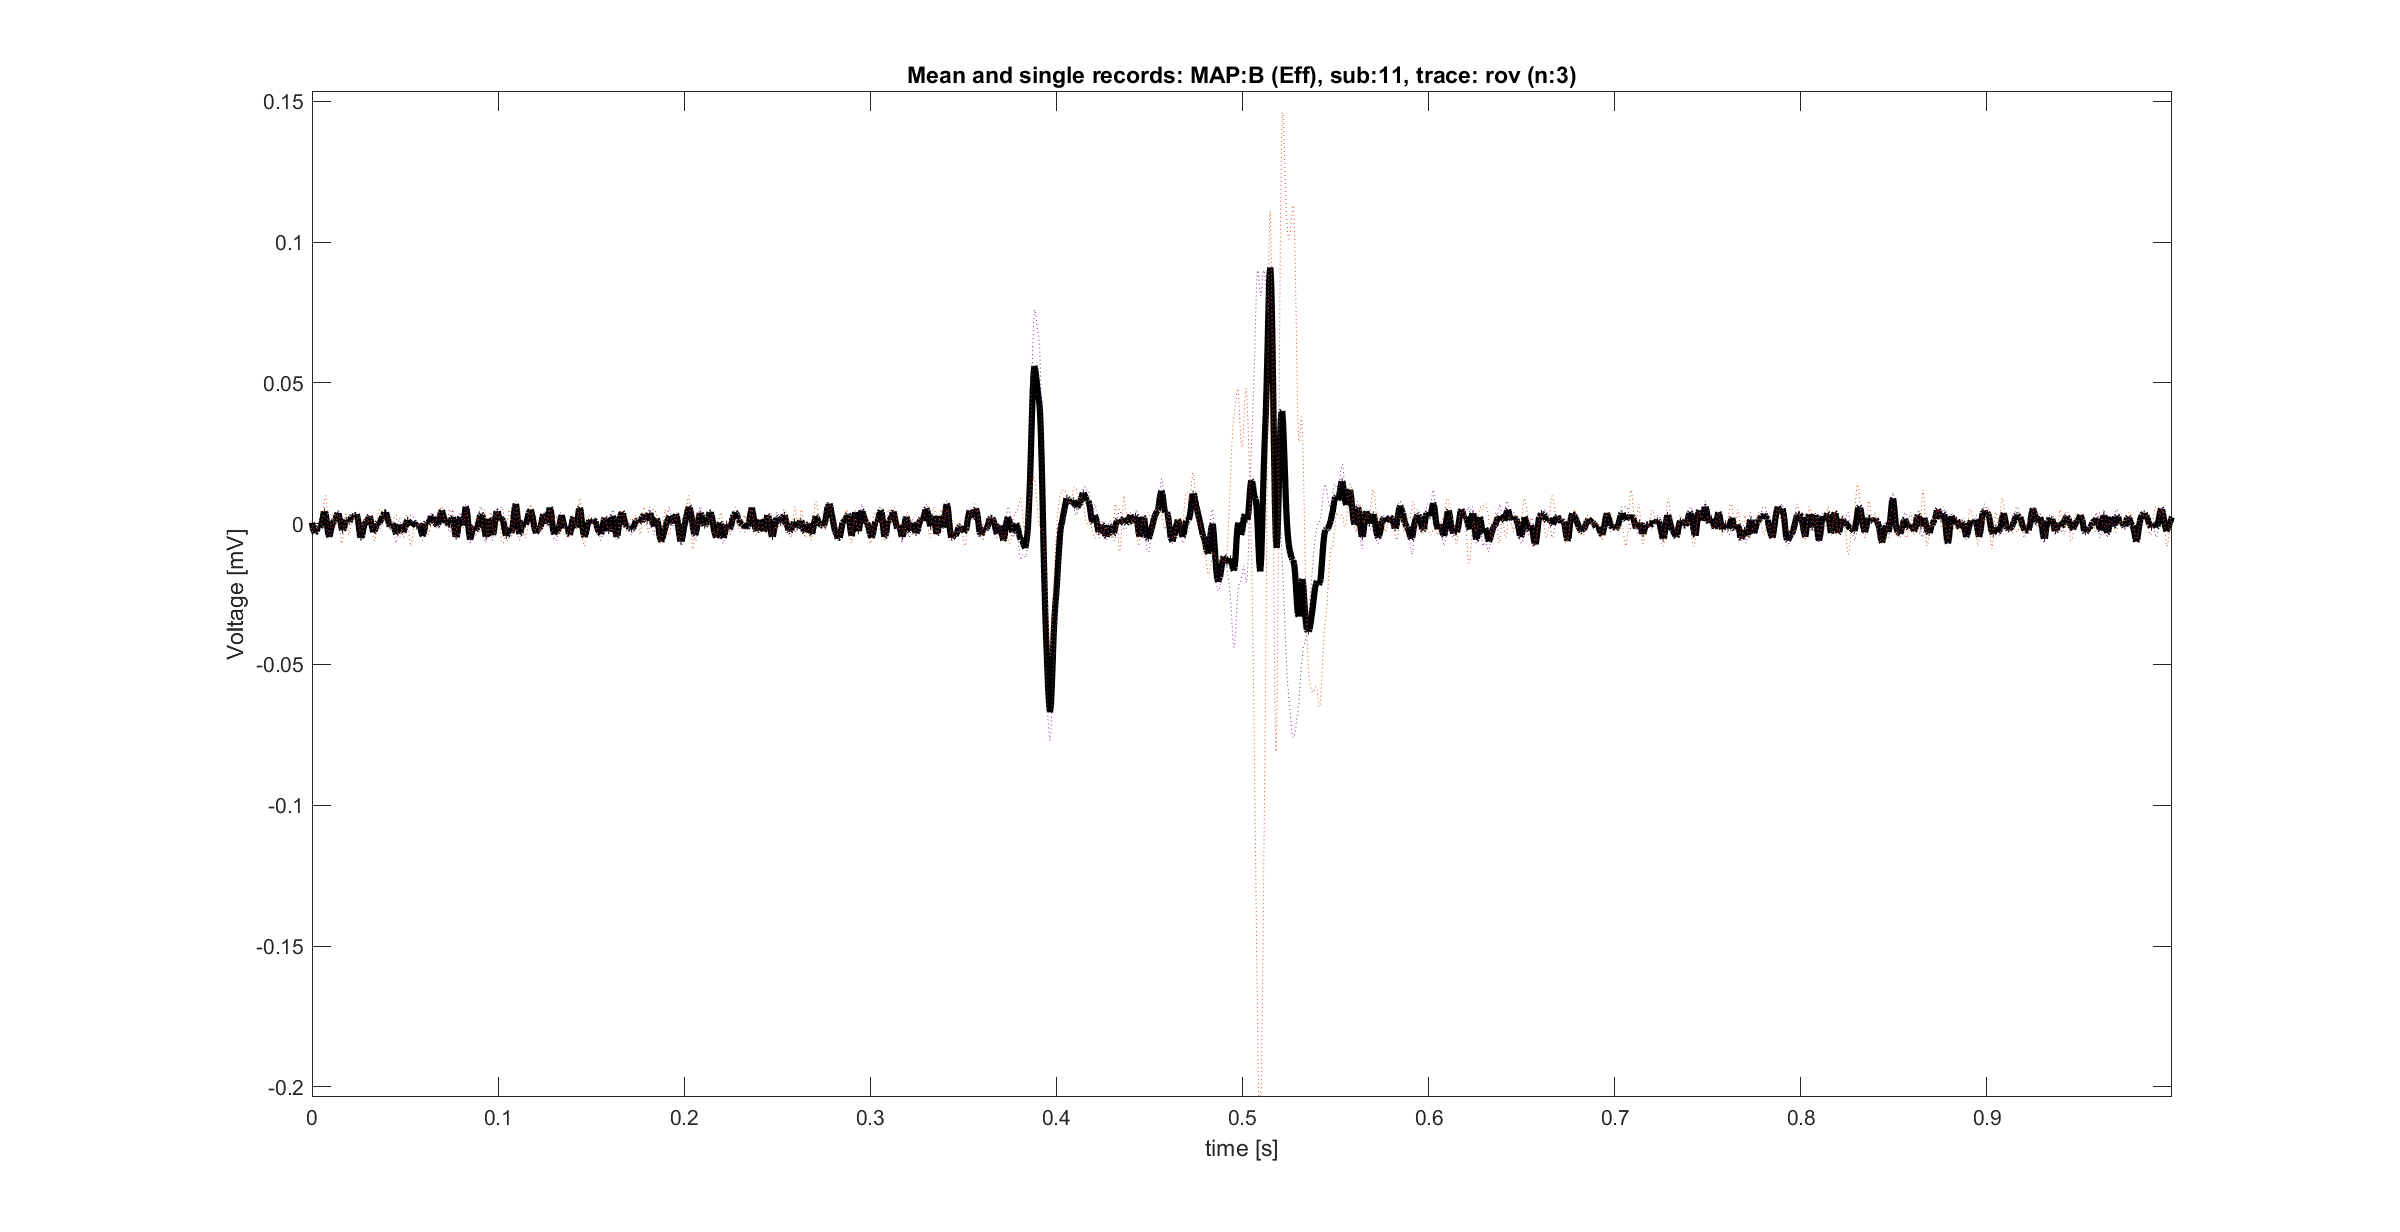 Mean and single records: MAP:B (Eff), sub:11, trace: rov (n:3)
0.15
0.1
0.05
0
-0.05
-0.1
-0.15
-0.2
Voltage [mV]
0 0.1 0.2 0.3 0.4 0.5 0.6 0.7 0.8 0.9
time [s]